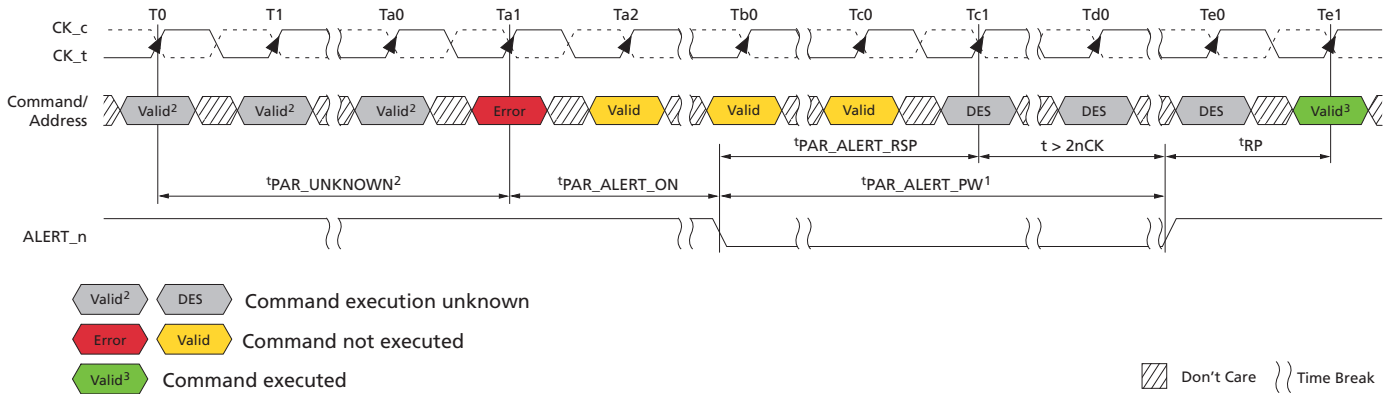 T0 T1 Ta0 Ta1 Ta2 Tb0 Tc0 Tc1 Td0 Te0 Te1
CK_c
CK_t
Command/
Address
Valid² Valid² Valid² Error Valid Valid Valid DES DES DES Valid³
ᵗPAR_ALERT_RSP t > 2nCK ᵗRP
ᵗPAR_UNKNOWN² ᵗPAR_ALERT_ON ᵗPAR_ALERT_PW¹
ALERT_n
Valid² DES Command execution unknown
Error Valid Command not executed
Valid³ Command executed
Don't Care Time Break